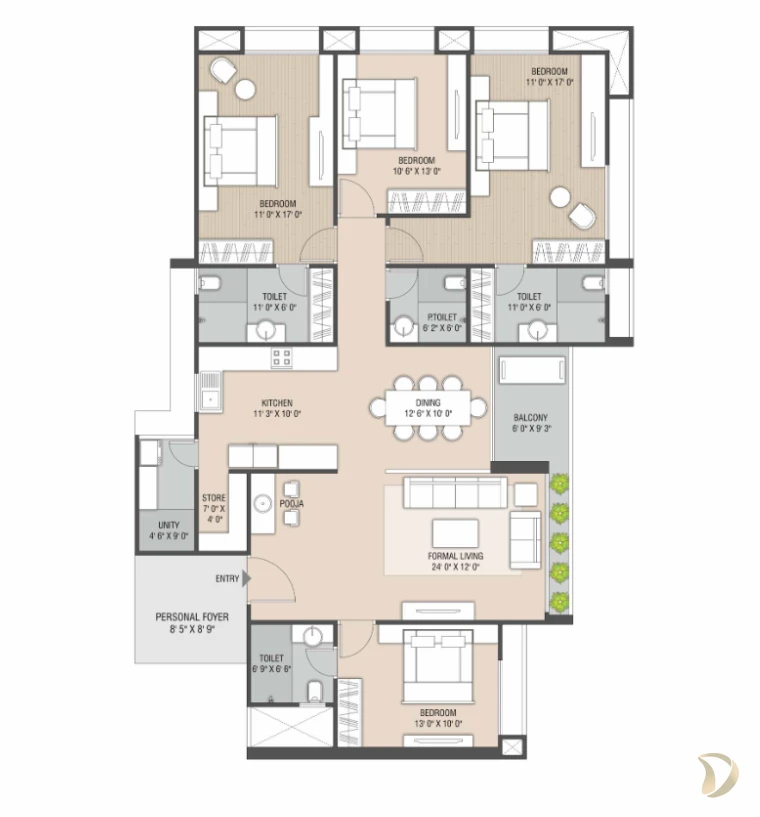 BEDROOM
11' 0" X 17' 0"
BEDROOM
10' 6" X 13' 0"
BEDROOM
11' 0" X 17' 0"
TOILET
11' 0" X 6' 0"
P.TOILET
6' 2" X 6' 0"
TOILET
11' 0" X 6' 0"
KITCHEN
11' 3" X 10' 0"
DINING
12' 6" X 10' 0"
BALCONY
6' 0" X 9' 3"
STORE
7' 0" X
4' 0"
POOJA
UNITY
4' 6" X 9' 0"
FORMAL LIVING
24' 0" X 12' 0"
ENTRY
PERSONAL FOYER
8' 5" X 8' 9"
TOILET
6' 9" X 6' 6"
BEDROOM
13' 0" X 10' 0"